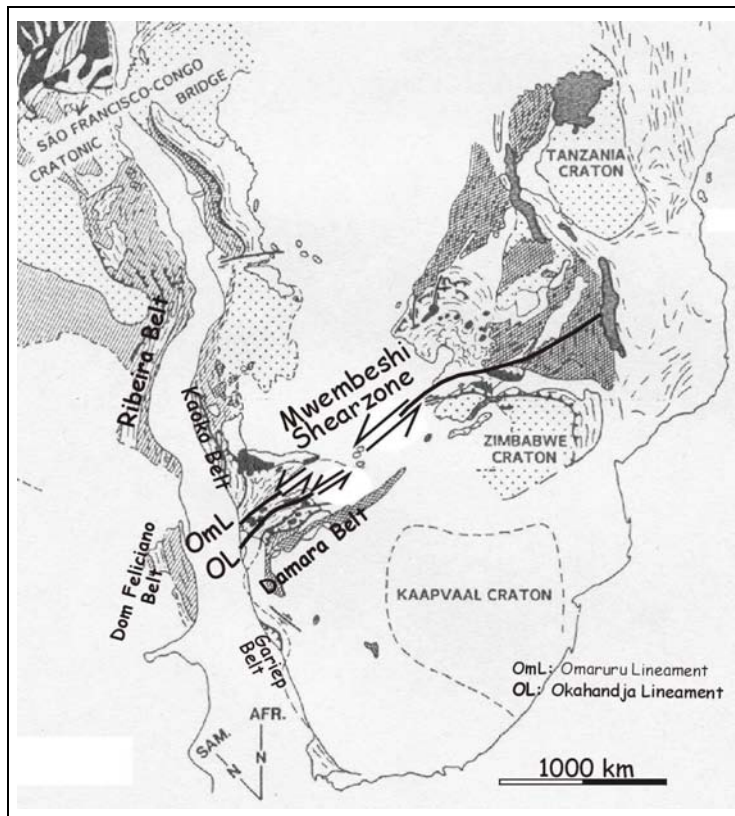 SÃO FRANCISCO-CONGO
CRATONIC BRIDGE
TANZANIA
CRATON
Ribeira Belt
Kaoko Belt
Mwembeshi
Shearzone
ZIMBABWE
CRATON
OmL
OL
Damara Belt
Dom Feliciano
Belt
KAAPVAAL CRATON
Gariep
Belt
OmL: Omaruru Lineament
OL: Okahandja Lineament
AFR.
SAM.
N
N
1000 km